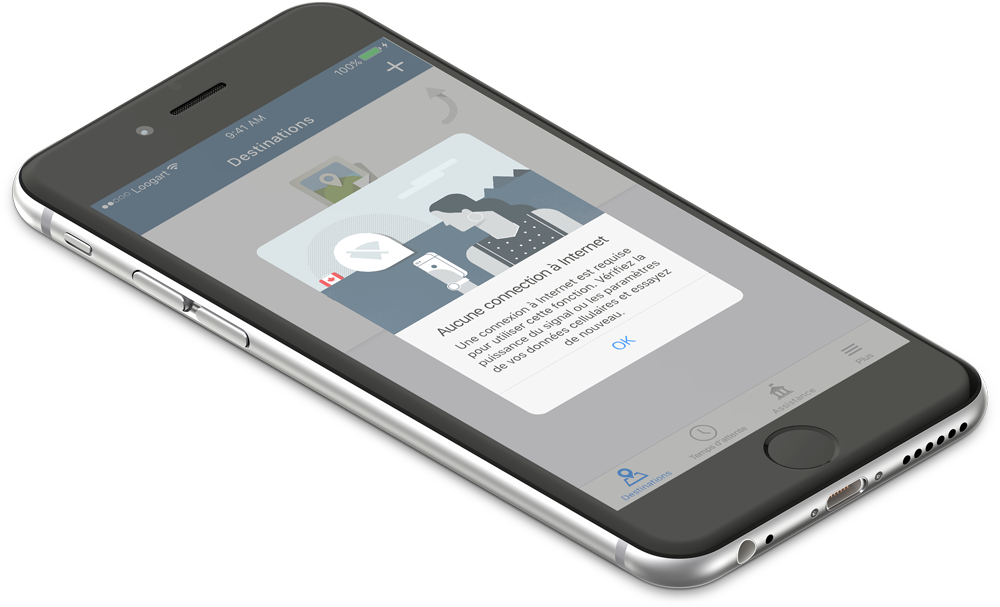 Loogart
9:41 AM
100%
Destinations
Aucune connection à Internet
Une connexion à Internet est requise
pour utiliser cette fonction. Vérifiez la
puissance du signal ou les paramètres
de vos données cellulaires et essayez
de nouveau.
OK
Destinations
Temps d'attente
Assistance
Plus